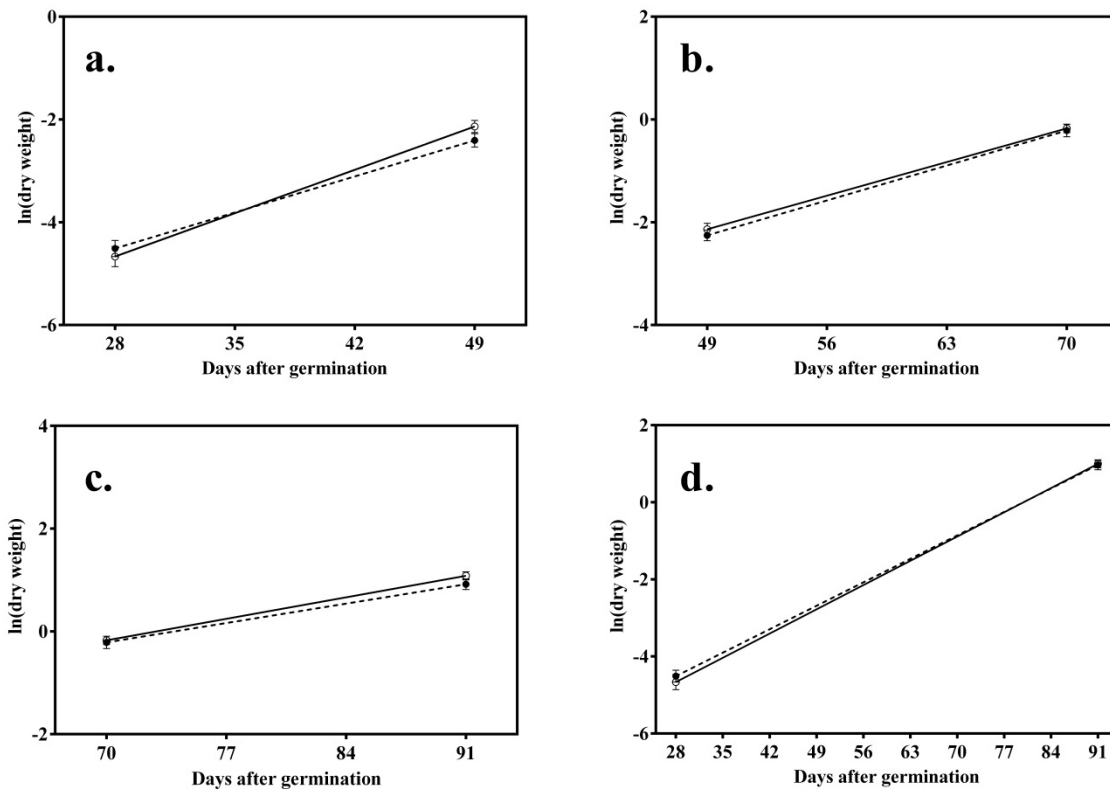 a.
0
-2
-4
-6
ln(dry weight)
28 35 42 49
Days after germination
b.
2
0
-2
-4
ln(dry weight)
49 56 63 70
Days after germination
c.
4
2
0
-2
ln(dry weight)
70 77 84 91
Days after germination
d.
2
0
-2
-4
-6
ln(dry weight)
28 35 42 49 56 63 70 77 84 91
Days after germination